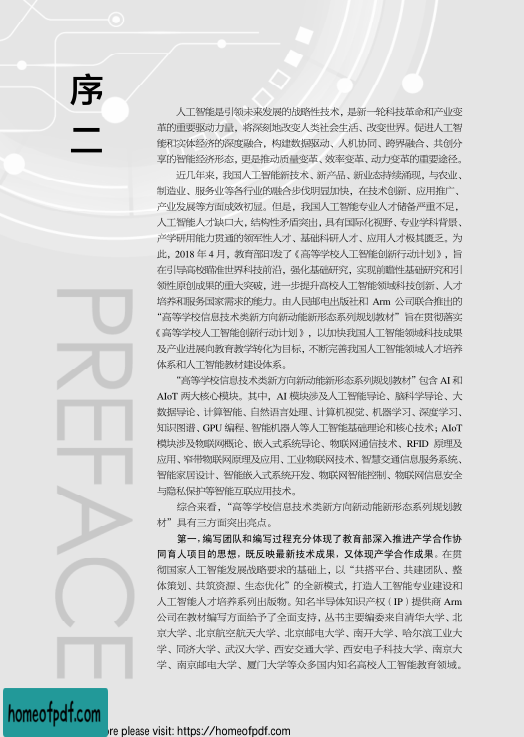 序
二
PREFACE
人工智能是引领未来发展的战略性技术，是新一轮科技革命和产业变
革的重要驱动力量，将深刻地改变人类社会生活、改变世界。促进人工智
能和实体经济的深度融合，构建数据驱动、人机协同、跨界融合、共创分
享的智能经济形态，更是推动质量变革、效率变革、动力变革的重要途径。
近几年来，我国人工智能新技术、新产品、新业态持续涌现，与农业、
制造业、服务业等各行业的融合步伐明显加快，在技术创新、应用推广、
产业发展等方面成效初显。但是，我国人工智能专业人才储备严重不足，
人工智能人才缺口大，结构性矛盾突出，具有国际化视野、专业学科背景、
产学研用能力贯通的领军性人才、基础科研人才、应用人才极其匮乏。为
此，2018 年 4 月，教育部印发了《高等学校人工智能创新行动计划》，旨
在引导高校瞄准世界科技前沿，强化基础研究，实现前瞻性基础研究和引
领性原创成果的重大突破，进一步提升高校人工智能领域科技创新、人才
培养和服务国家需求的能力。由人民邮电出版社和 Arm 公司联合推出的
“高等学校信息技术类新方向新动能新形态系列规划教材”旨在贯彻落实
《高等学校人工智能创新行动计划》，以加快我国人工智能领域科技成果
及产业进展向教育教学转化为目标，不断完善我国人工智能领域人才培养
体系和人工智能教材建设体系。
“高等学校信息技术类新方向新动能新形态系列规划教材”包含 AI 和
AIoT 两大核心模块。其中，AI 模块涉及人工智能导论、脑科学导论、大
数据导论、计算智能、自然语言处理、计算机视觉、机器学习、深度学习、
知识图谱、GPU 编程、智能机器人等人工智能基础理论和核心技术；AIoT
模块涉及物联网概论、嵌入式系统导论、物联网通信技术、RFID 原理及
应用、窄带物联网原理及应用、工业物联网技术、智慧交通信息服务系统、
智能家居设计、智能嵌入式系统开发、物联网智能控制、物联网信息安全
与隐私保护等智能互联应用技术。
综合来看，“高等学校信息技术类新方向新动能新形态系列规划教
材”具有三方面突出亮点。
第一，编写团队和编写过程充分体现了教育部深入推进产学合作协
同育人项目的思想，既反映最新技术成果，又体现产学合作成果。在贯
彻国家人工智能发展战略要求的基础上，以“共搭平台、共建团队、整
体策划、共筑资源、生态优化”的全新模式，打造人工智能专业建设和
人工智能人才培养系列出版物。知名半导体知识产权（IP）提供商 Arm
公司在教材编写方面给予了全面支持，丛书主要编委来自清华大学、北
京大学、北京航空航天大学、北京邮电大学、南开大学、哈尔滨工业大
学、同济大学、武汉大学、西安交通大学、西安电子科技大学、南京大
学、南京邮电大学、厦门大学等众多国内知名高校人工智能教育领域。
homeofpdf.com
re please visit: https://homeofpdf.com